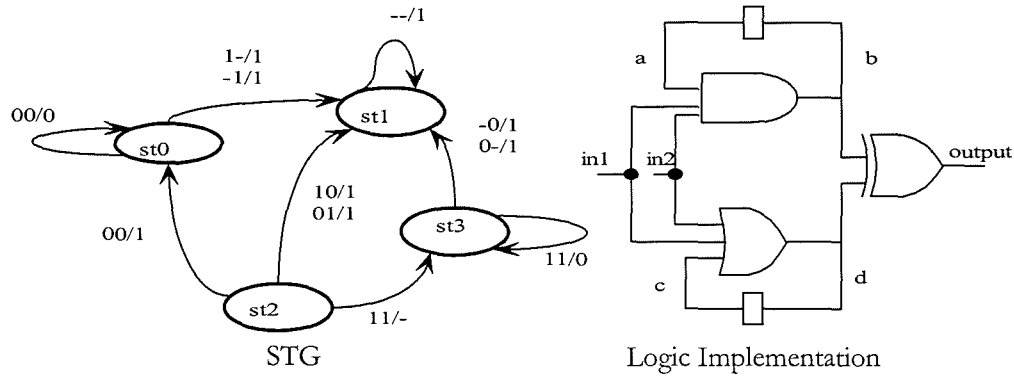 --/1
1-/1
-1/1
a
b
st1
00/0
st0
-0/1
0-/1
in1
in2
output
10/1
01/1
st3
00/1
11/0
c
d
st2
11/-
STG
Logic Implementation